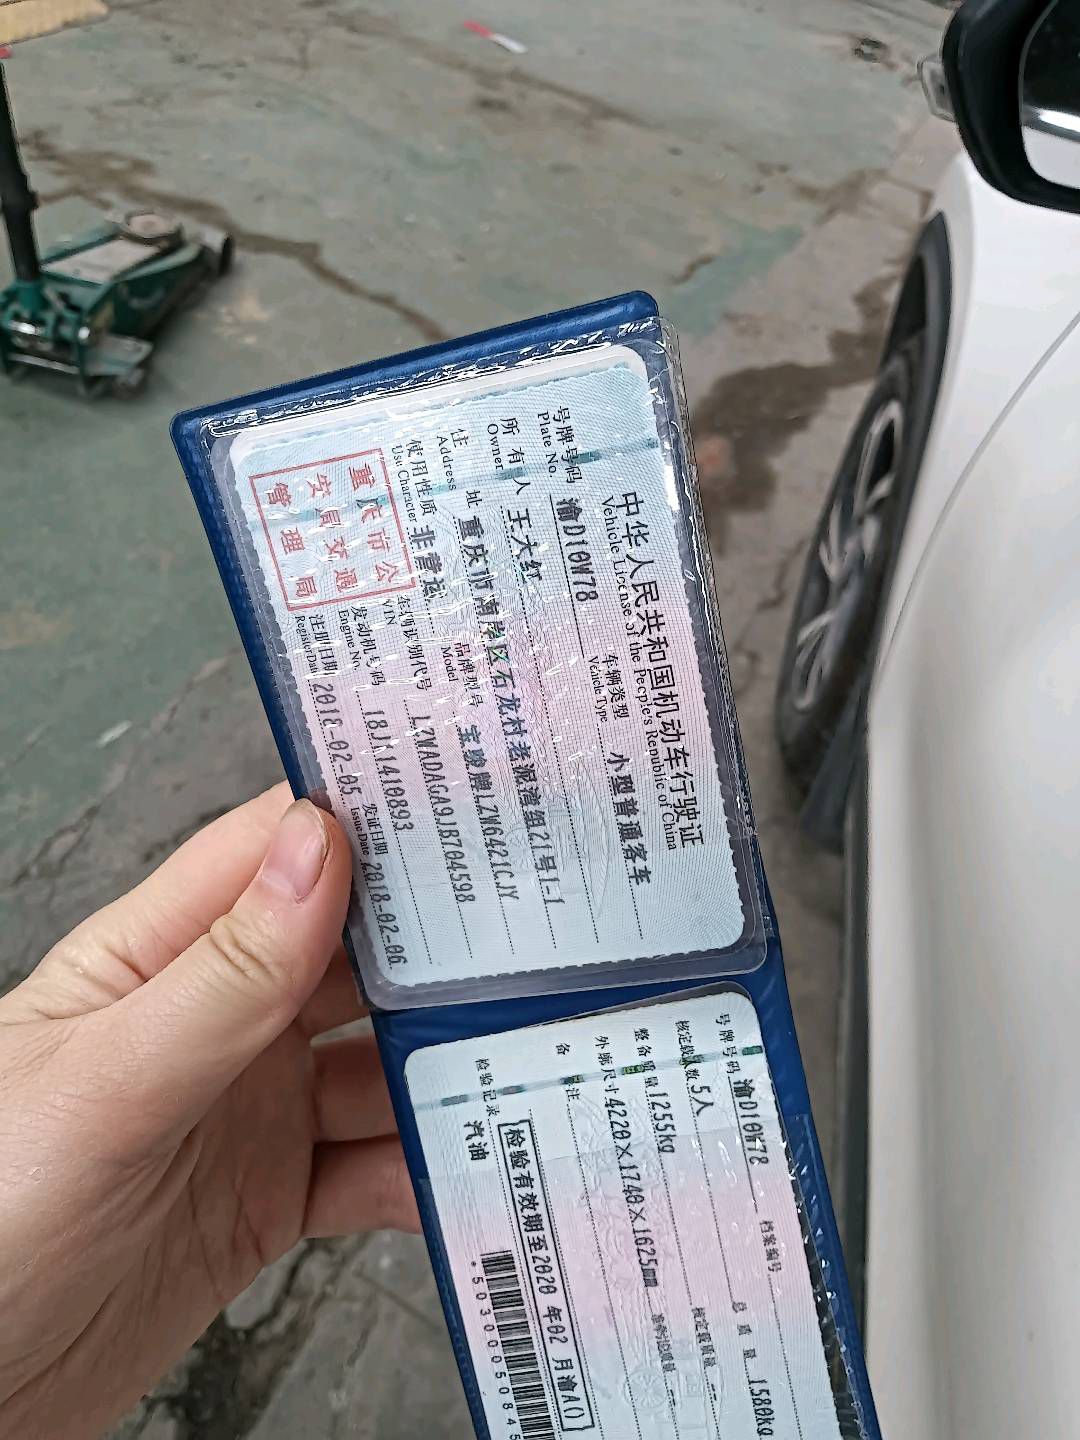 中华人民共和国机动车行驶证
Vehicle License of the People's Republic of China
号牌号码 渝D10W78 车辆类型 小型普通客车
Plate No. Vehicle Type
所有人 王大红
Owner
住址 重庆市南岸区石龙村老泥湾组21号1-1
Address
使用性质 非营运 品牌型号 宝骏牌LZW6421CJY
Use Character Model
车辆识别代号 LZWADAGA9JB704598
VIN
发动机号码 18J11410893
Engine No.
注册日期 2018-02-05 发证日期 2018-02-06
Register Date Issue Date
重庆市公
安局交通
管理局
号牌号码 渝D10W78 档案编号
核定载人数 5人 总质量 1580kg
整备质量 1255kg 核定载质量 --
外廓尺寸 4220×1740×1625mm 准牵引总质量
备注
检验有效期至2020年02月渝A()
检验记录 汽油
*5030005084